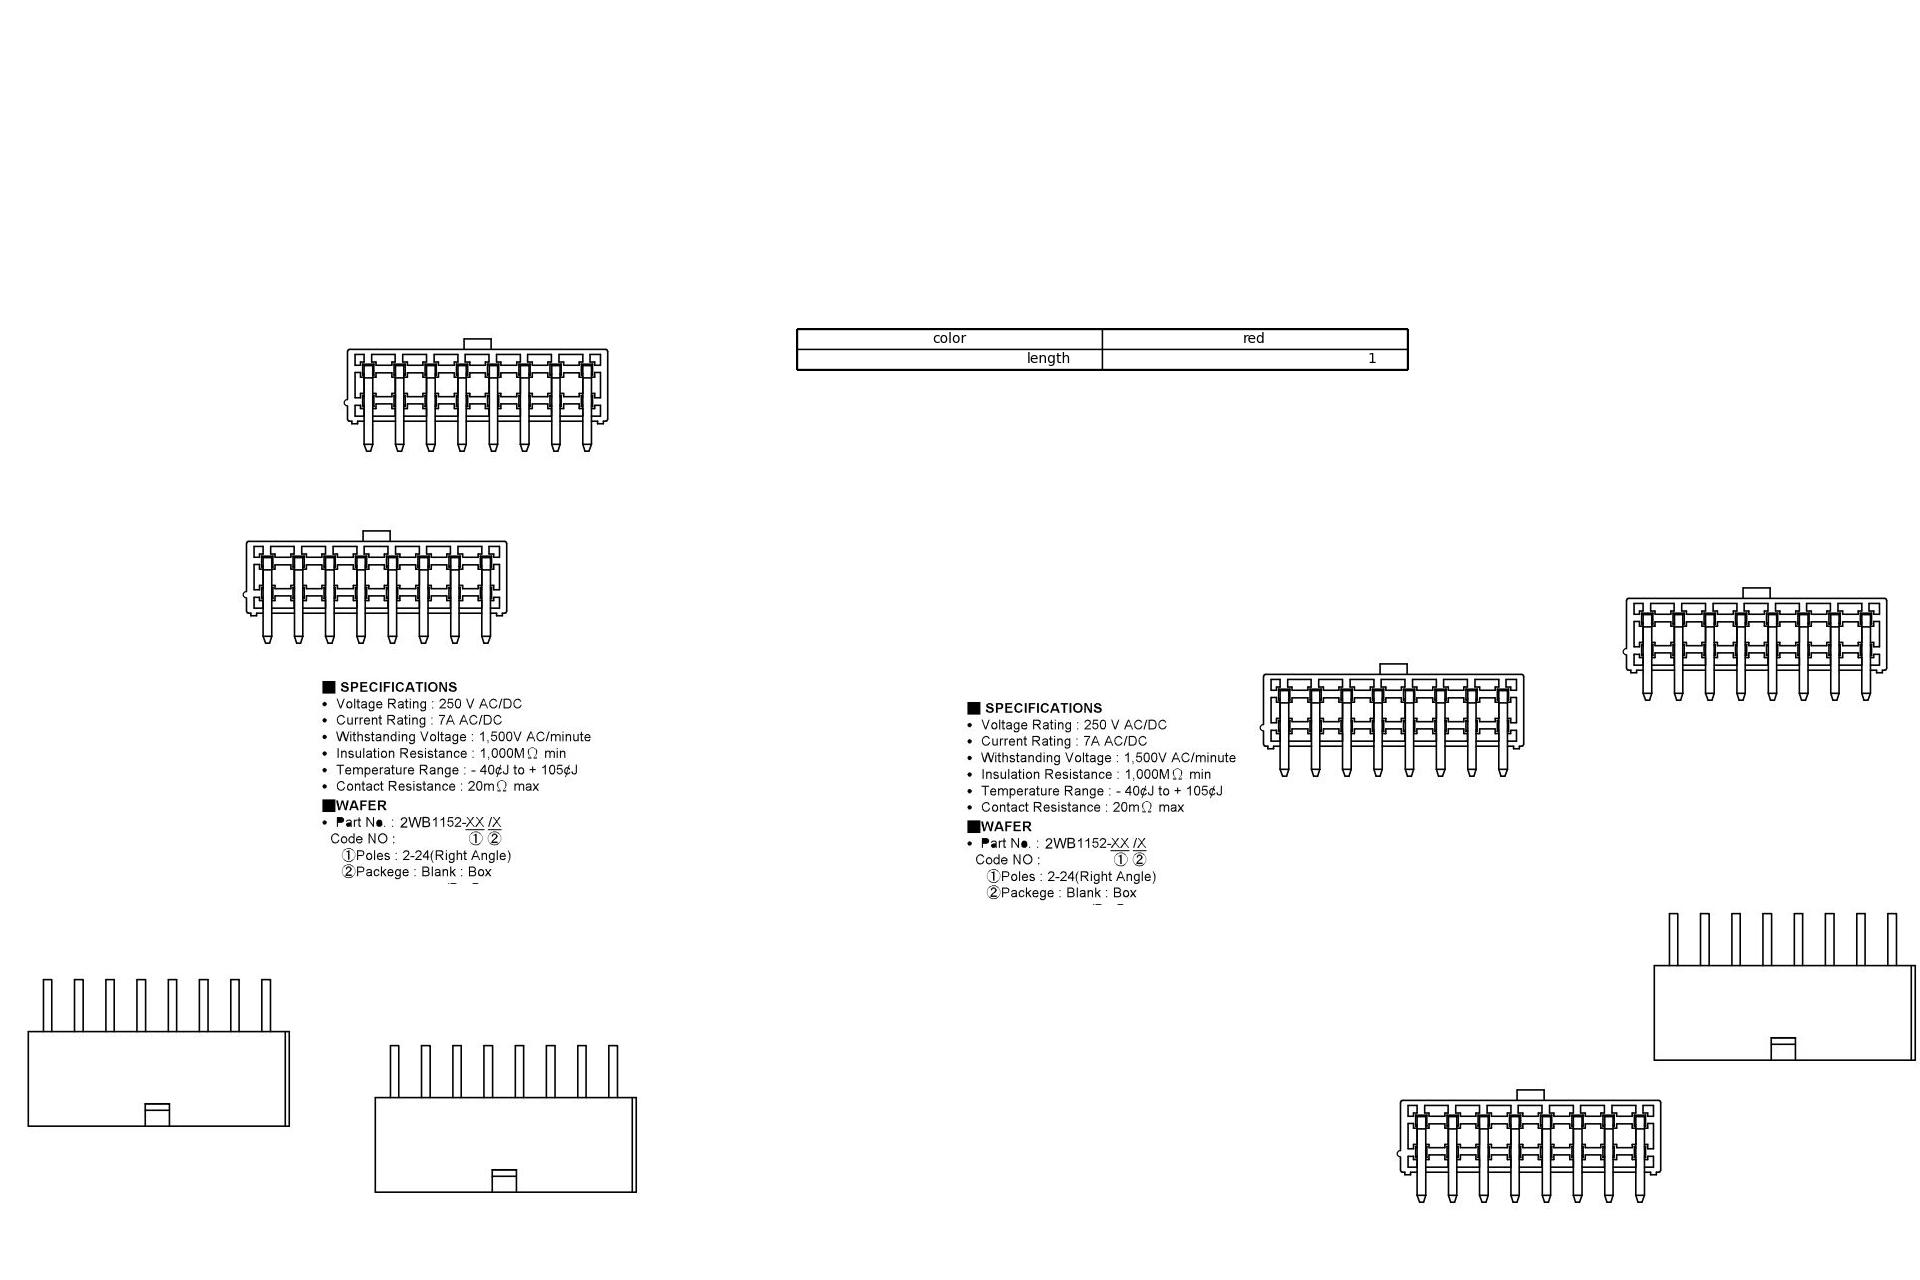 color red
length 1
■ SPECIFICATIONS
• Voltage Rating : 250 V AC/DC
• Current Rating : 7A AC/DC
• Withstanding Voltage : 1,500V AC/minute
• Insulation Resistance : 1,000MΩ min
• Temperature Range : - 40¢J to + 105¢J
• Contact Resistance : 20mΩ max
■WAFER
• Part No. : 2WB1152-XX /X
Code NO : ① ②
①Poles : 2-24(Right Angle)
②Packege : Blank : Box
■ SPECIFICATIONS
• Voltage Rating : 250 V AC/DC
• Current Rating : 7A AC/DC
• Withstanding Voltage : 1,500V AC/minute
• Insulation Resistance : 1,000MΩ min
• Temperature Range : - 40¢J to + 105¢J
• Contact Resistance : 20mΩ max
■WAFER
• Part No. : 2WB1152-XX /X
Code NO : ① ②
①Poles : 2-24(Right Angle)
②Packege : Blank : Box